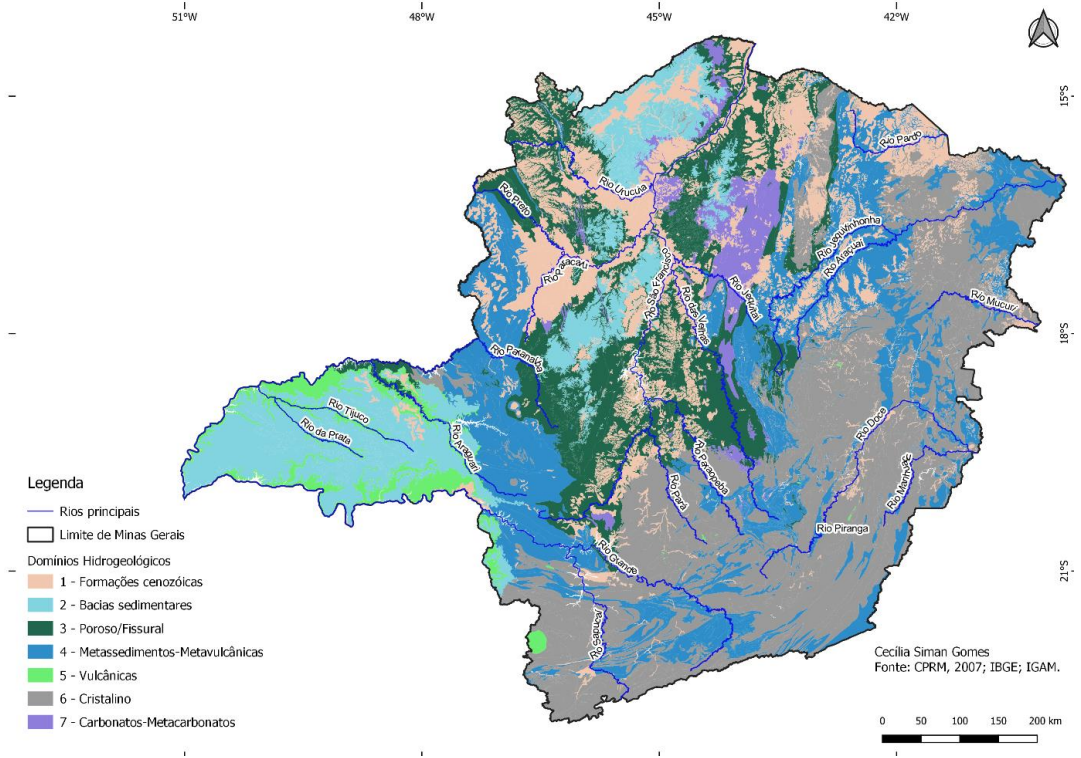 51°W
48°W
45°W
42°W
15°S
18°S
21°S
Rio Pardo
Rio Urucuia
Rio Preto
Rio Jequitinhonha
Rio Araçuaí
Rio Paracatu
Rio São Francisco
Rio das Velhas
Rio Jequitaí
Rio Mucuri
Rio Paranaíba
Rio Tijuco
Rio da Prata
Rio Araguari
Rio Doce
Rio Manhuaçu
Rio Paraopeba
Rio Pará
Rio Piranga
Rio Grande
Rio Sapucaí
Legenda
Rios principais
Limite de Minas Gerais
Domínios Hidrogeológicos
1 - Formações cenozóicas
2 - Bacias sedimentares
3 - Poroso/Fissural
4 - Metassedimentos-Metavulcânicas
5 - Vulcânicas
6 - Cristalino
7 - Carbonatos-Metacarbonatos
Cecília Siman Gomes
Fonte: CPRM, 2007; IBGE; IGAM.
0 50 100 150 200 km